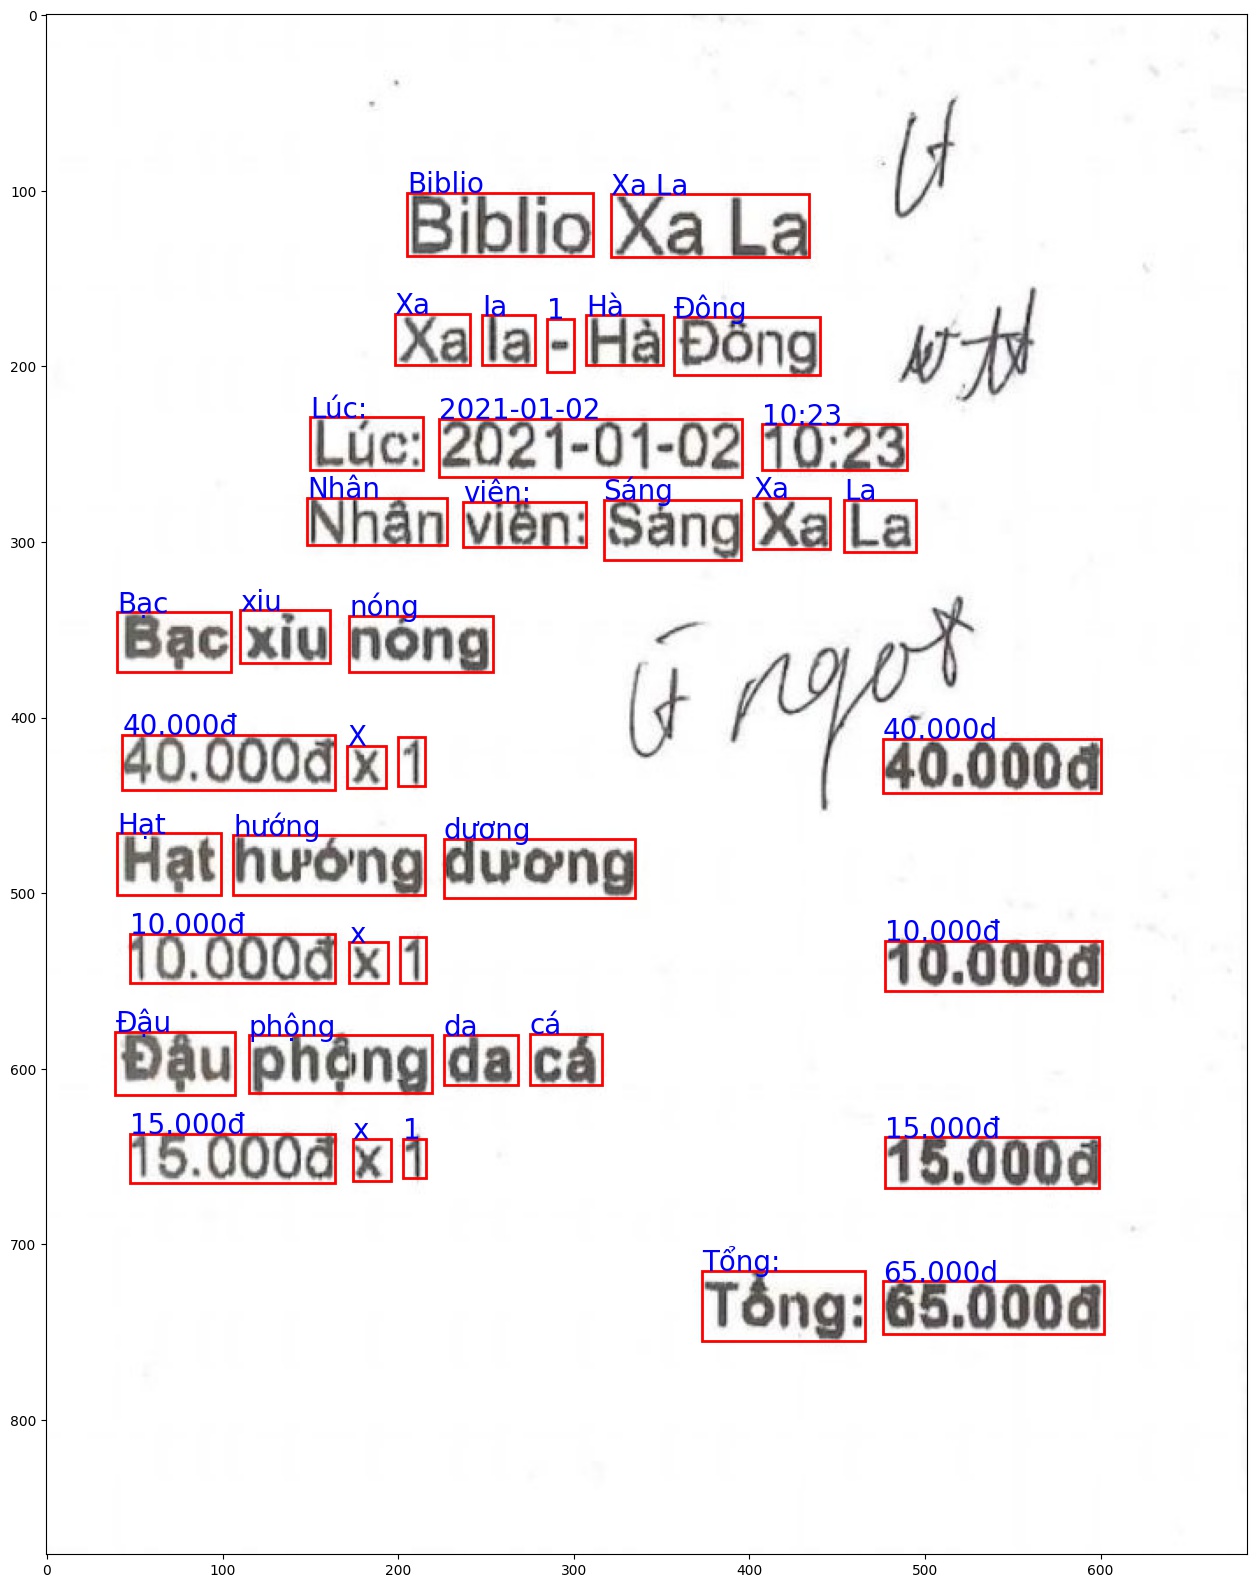 Biblio Xa La
Biblio Xa La
100
Xa la 1 Hà Đông
Xa la - Hà Đông
200
Lúc: 2021-01-02 10:23
Lúc: 2021-01-02 10:23
Nhân viên: Sáng Xa La
Nhân viên: Sáng Xa La
300
Bạc xiu nóng
Bạc xỉu nóng
ít ngọt
400
40.000đ X 40.000d
40.000đ x 1 40.000đ
Hạt hướng dương
Hạt hướng dương
500
10.000đ x 10.000đ
10.000đ x 1 10.000đ
Đậu phộng da cá
Đậu phộng da cá
600
15.000đ x 1 15.000đ
15.000đ x 1 15.000đ
700
Tổng: 65.000d
Tổng: 65.000đ
800
0
0 100 200 300 400 500 600